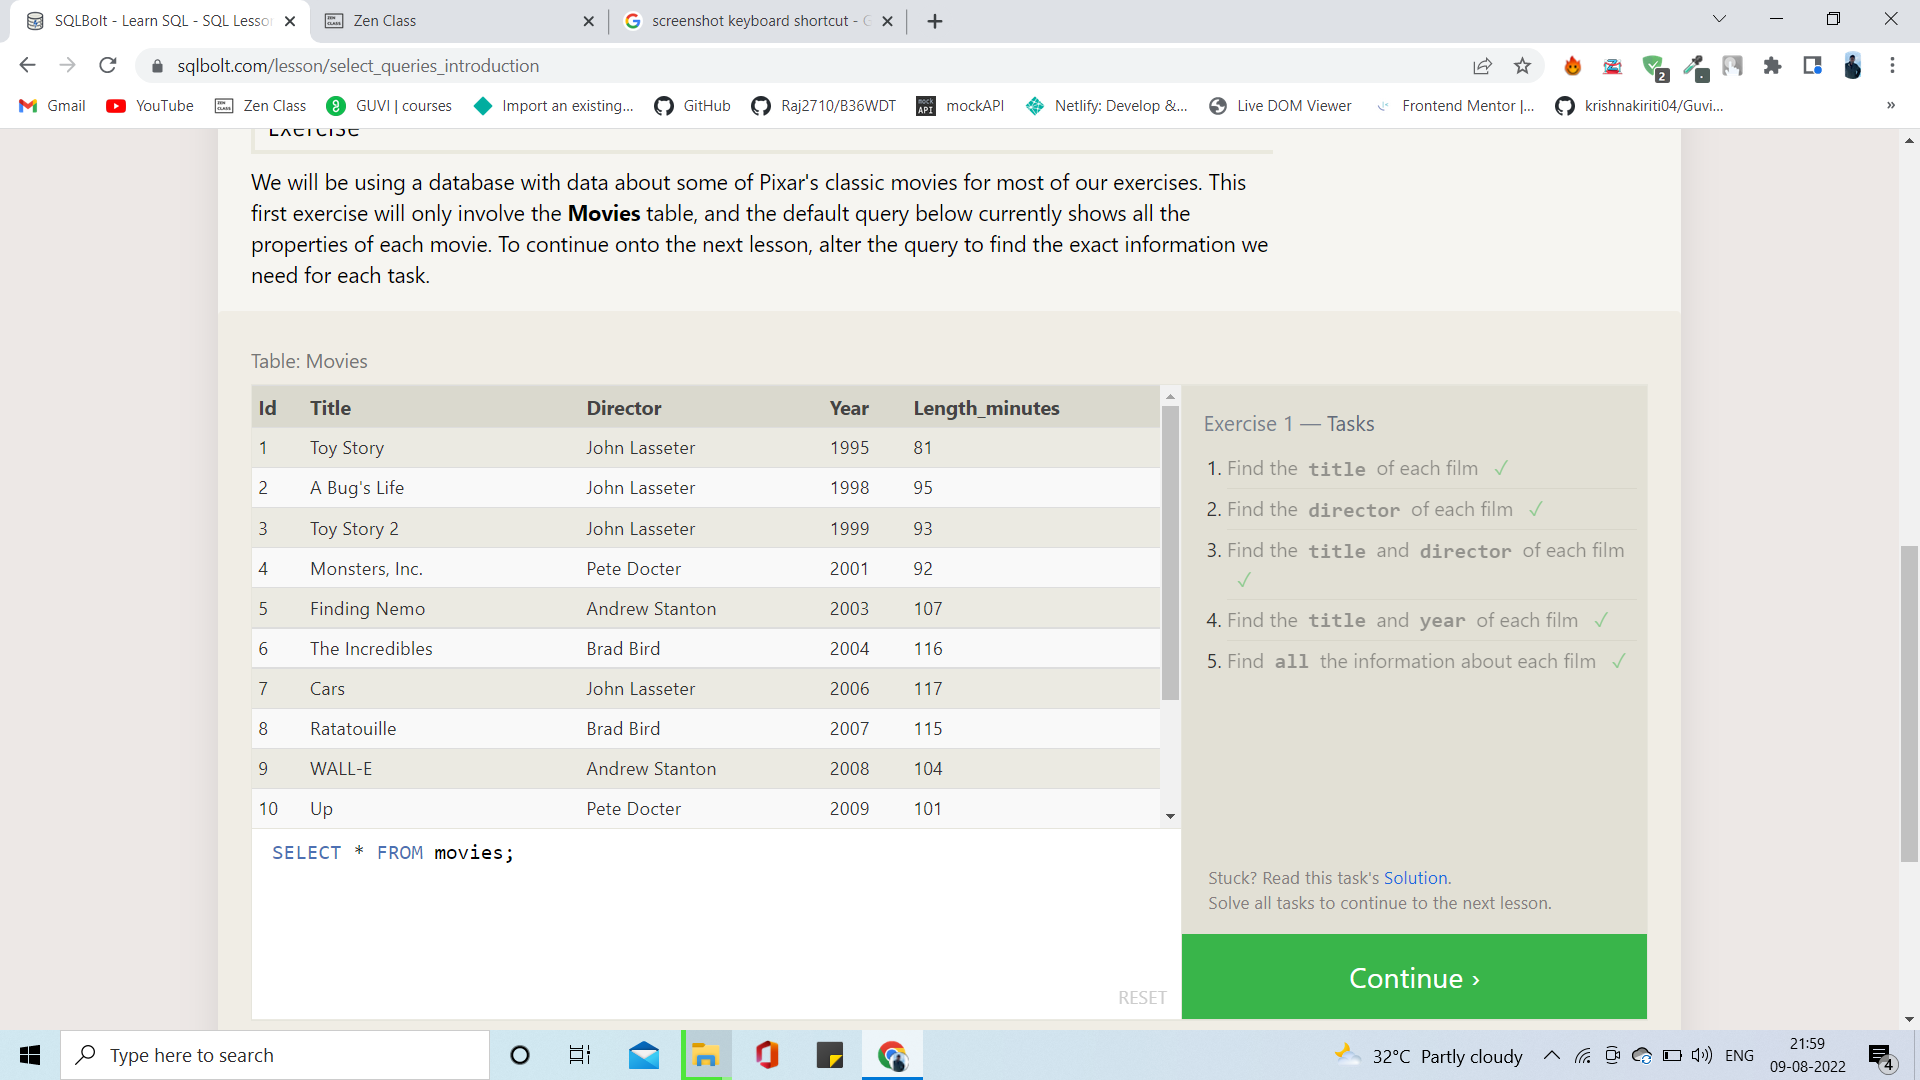 SQLBolt - Learn SQL - SQL Lesson
Zen Class
screenshot keyboard shortcut - G
sqlbolt.com/lesson/select_queries_introduction
2
Gmail
YouTube
ZEN CLASS
Zen Class
GUVI | courses
Import an existing...
GitHub
Raj2710/B36WDT
mock API
mockAPI
Netlify: Develop &...
Live DOM Viewer
Frontend Mentor |...
krishnakiriti04/Guvi...
»
Exercise
We will be using a database with data about some of Pixar's classic movies for most of our exercises. This
first exercise will only involve the Movies table, and the default query below currently shows all the
properties of each movie. To continue onto the next lesson, alter the query to find the exact information we
need for each task.
Table: Movies
Id Title Director Year Length_minutes
1 Toy Story John Lasseter 1995 81
2 A Bug's Life John Lasseter 1998 95
3 Toy Story 2 John Lasseter 1999 93
4 Monsters, Inc. Pete Docter 2001 92
5 Finding Nemo Andrew Stanton 2003 107
6 The Incredibles Brad Bird 2004 116
7 Cars John Lasseter 2006 117
8 Ratatouille Brad Bird 2007 115
9 WALL-E Andrew Stanton 2008 104
10 Up Pete Docter 2009 101
SELECT * FROM movies;
RESET
Exercise 1 — Tasks
1. Find the title of each film ✓
2. Find the director of each film ✓
3. Find the title and director of each film
✓
4. Find the title and year of each film ✓
5. Find all the information about each film ✓
Stuck? Read this task's Solution.
Solve all tasks to continue to the next lesson.
Continue ›
Type here to search
32°C Partly cloudy
ENG
21:59
09-08-2022
4